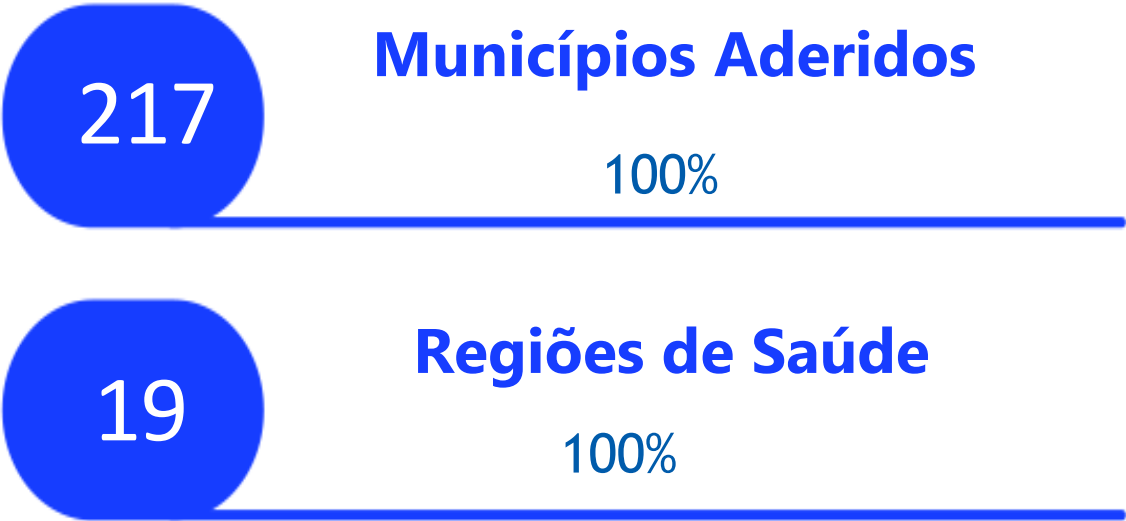 217
Municípios Aderidos
100%
19
Regiões de Saúde
100%